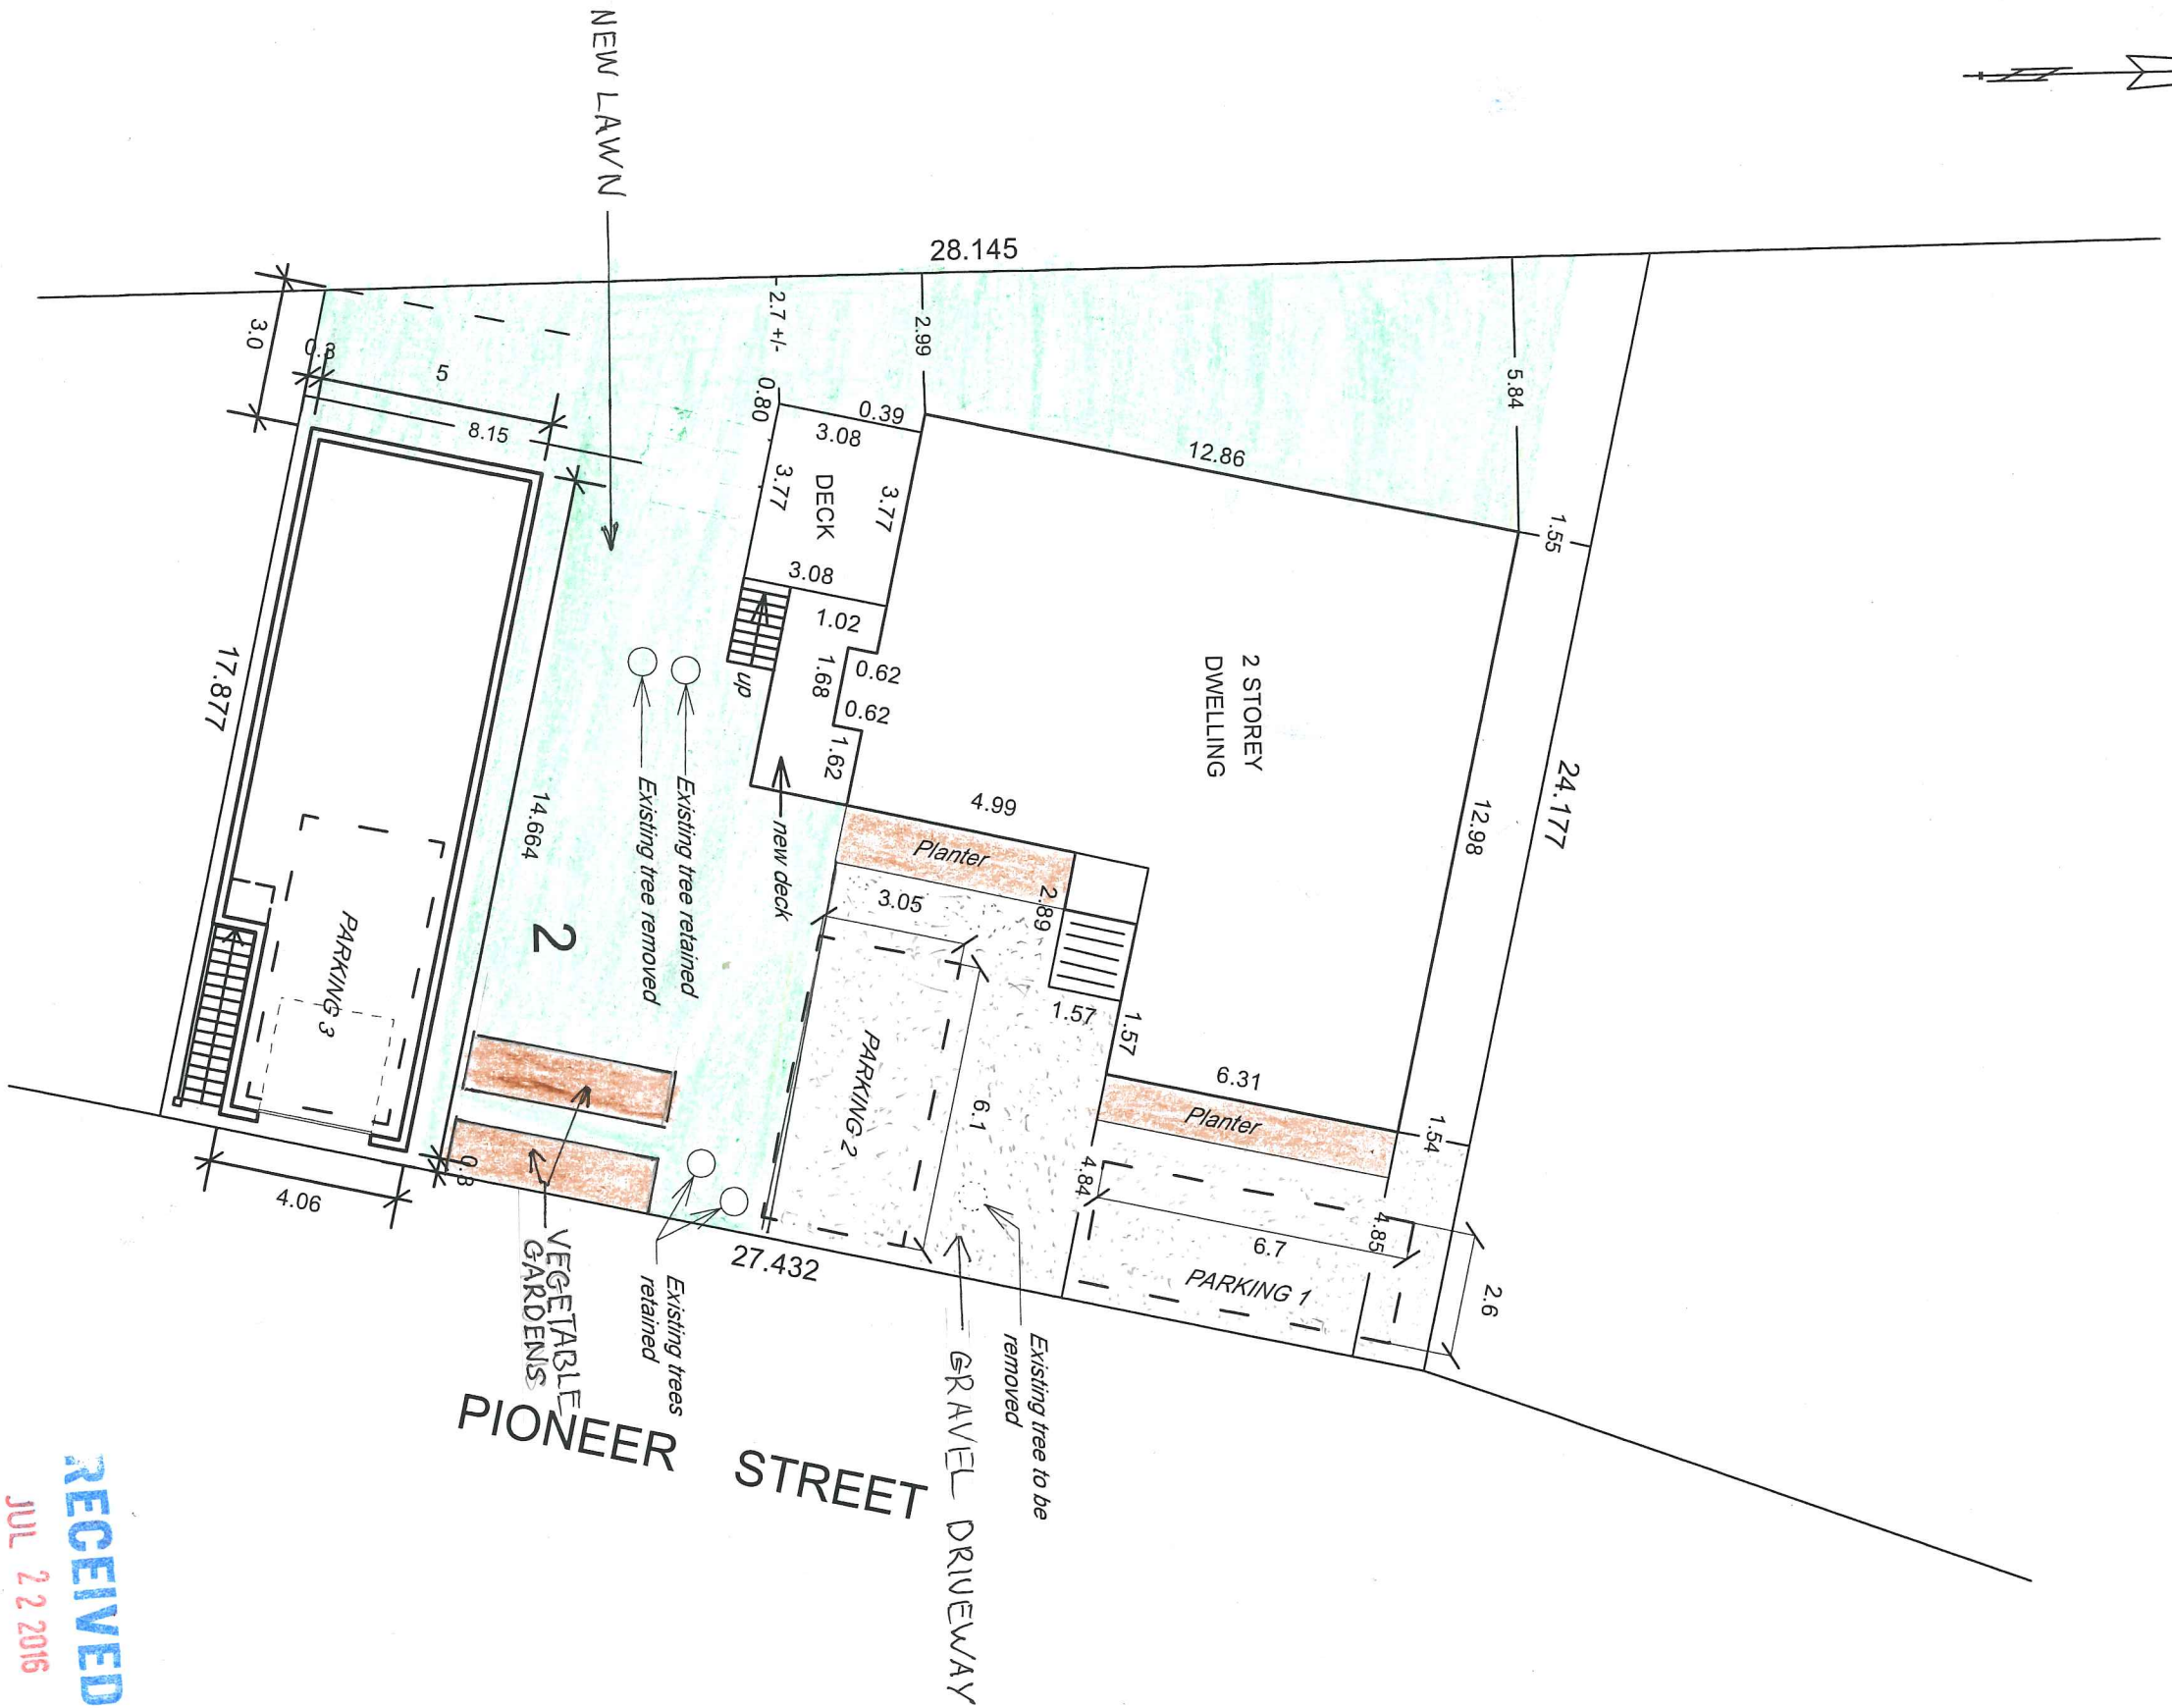 NEW LAWN
28.145
3.0
0.3
5
8.15
2.7 +/-
0.80
2.99
0.39
3.08
DECK
3.77
3.77
3.08
12.86
5.84
1.55
1.02
0.62
1.68
0.62
1.62
up
new deck
2 STOREY
DWELLING
24.177
12.98
4.99
Planter
2.89
3.05
1.57
1.57
6.31
Planter
1.54
17.877
14.664
Existing tree retained
Existing tree removed
2
PARKING 3
PARKING 2
6.1
4.84
4.85
6.7
PARKING 1
2.6
4.06
0.8
27.432
VEGETABLE
GARDENS
Existing trees
retained
Existing tree to be
removed
GRAVEL DRIVEWAY
PIONEER STREET
RECEIVED
JUL 22 2016